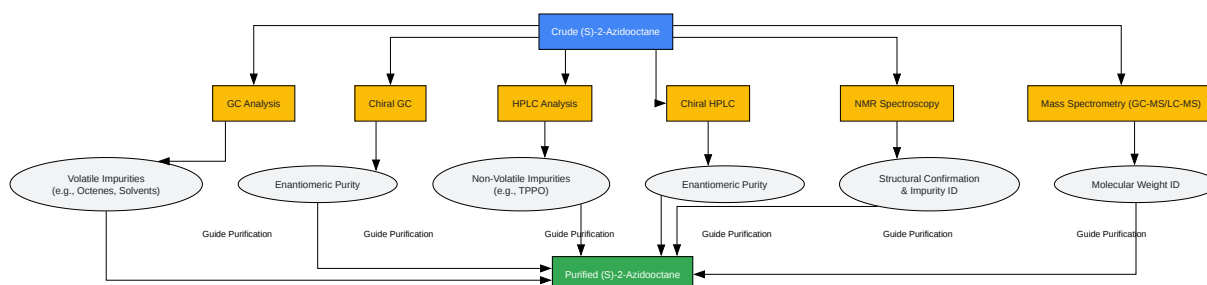 Crude (S)-2-Azidooctane
GC Analysis
Chiral GC
HPLC Analysis
Chiral HPLC
NMR Spectroscopy
Mass Spectrometry (GC-MS/LC-MS)
Volatile Impurities
(e.g., Octenes, Solvents)
Enantiomeric Purity
Non-Volatile Impurities
(e.g., TPPO)
Enantiomeric Purity
Structural Confirmation
& Impurity ID
Molecular Weight ID
Guide Purification
Guide Purification
Guide Purification
Guide Purification
Guide Purification
Guide Purification
Purified (S)-2-Azidooctane